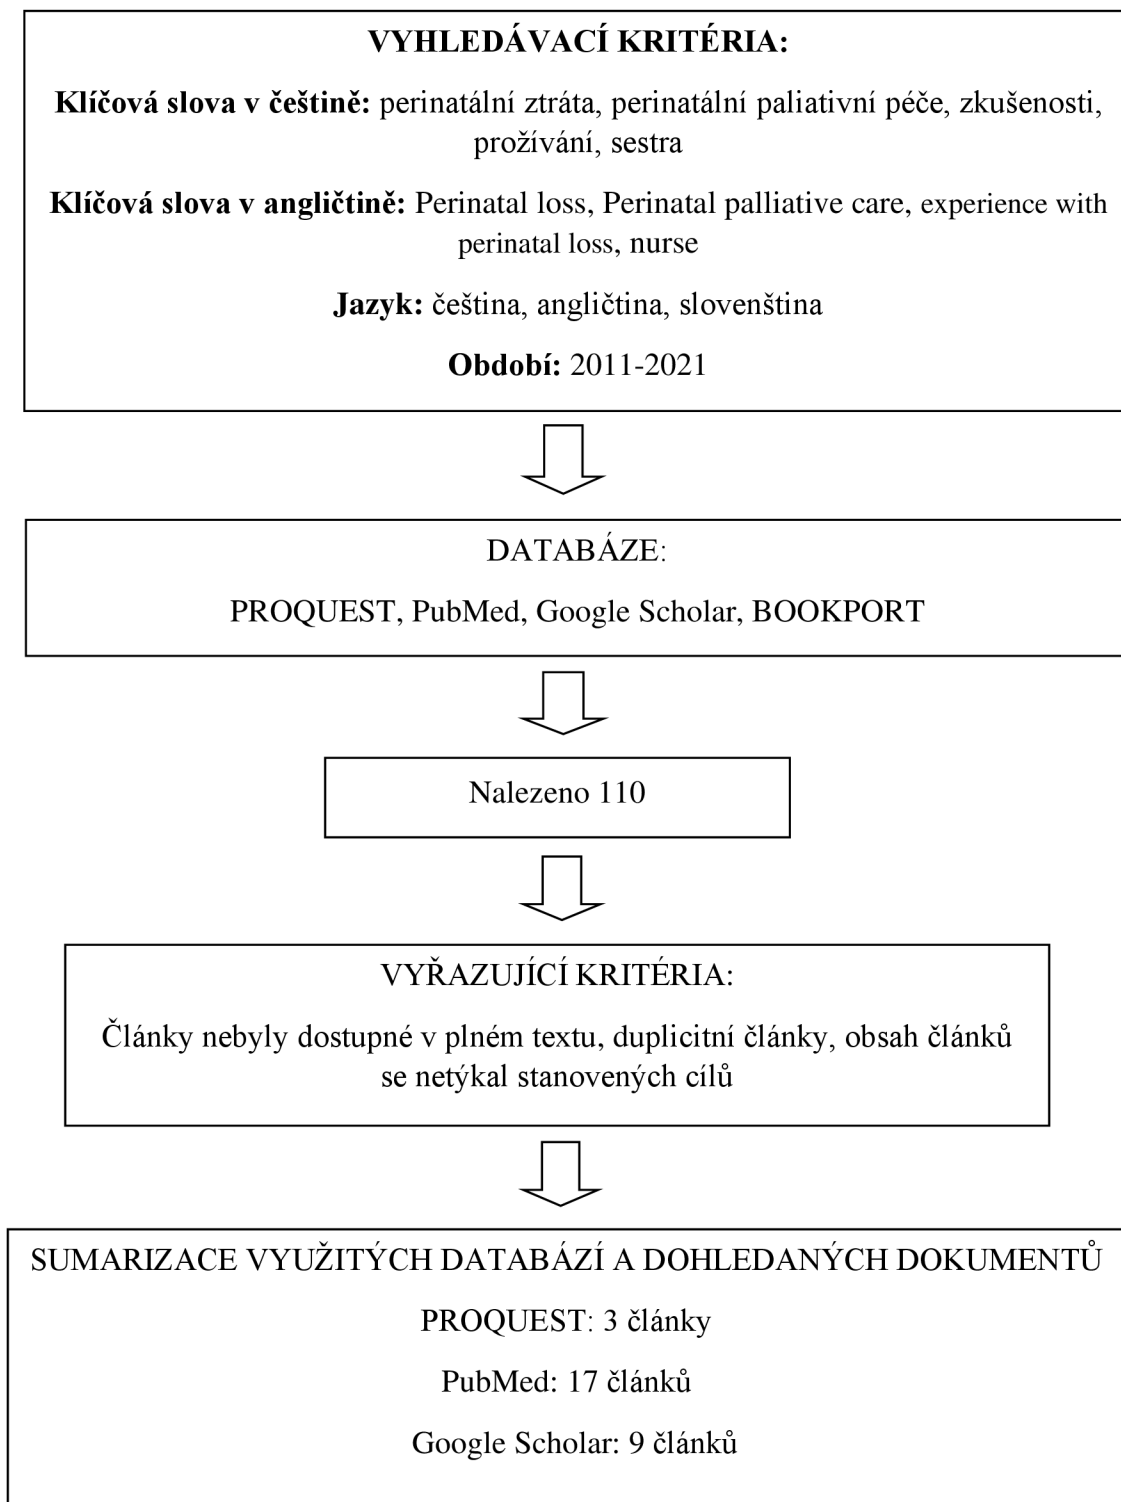 VYHLEDÁVACÍ KRITÉRIA:
Klíčová slova v češtině: perinatální ztráta, perinatální paliativní péče, zkušenosti,
prožívání, sestra
Klíčová slova v angličtině: Perinatal loss, Perinatal palliative care, experience with
perinatal loss, nurse
Jazyk: čeština, angličtina, slovenština
Období: 2011-2021
DATABÁZE:
PROQUEST, PubMed, Google Scholar, BOOKPORT
Nalezeno 110
VYŘAZUJÍCÍ KRITÉRIA:
Články nebyly dostupné v plném textu, duplicitní články, obsah článků
se netýkal stanovených cílů
SUMARIZACE VYUŽITÝCH DATABÁZÍ A DOHLEDANÝCH DOKUMENTŮ
PROQUEST: 3 články
PubMed: 17 článků
Google Scholar: 9 článků